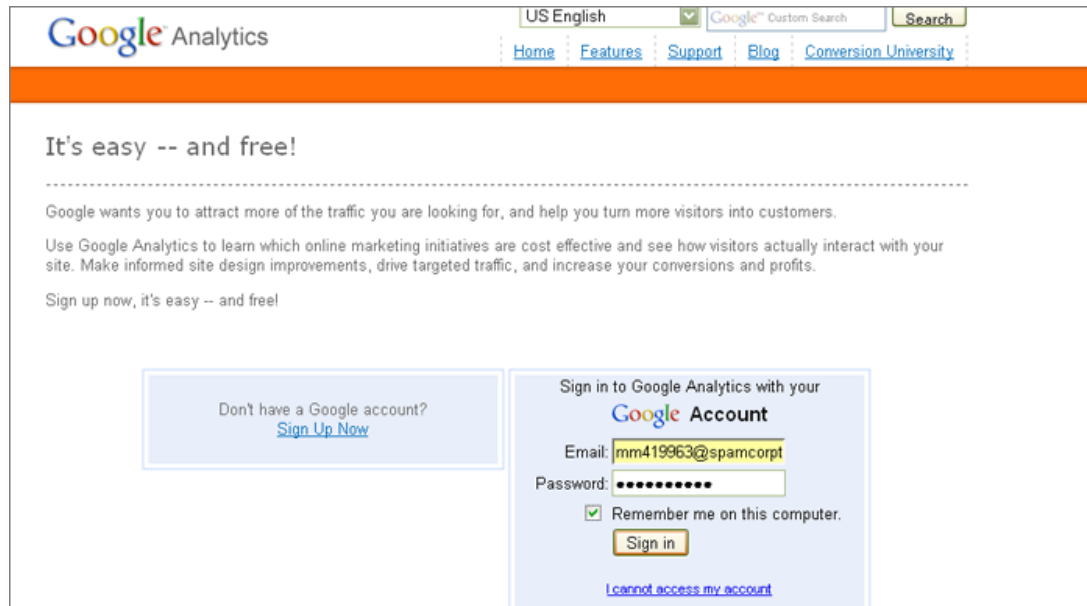 Google Analytics
US English
Google™ Custom Search
Search
Home
Features
Support
Blog
Conversion University
It's easy -- and free!
Google wants you to attract more of the traffic you are looking for, and help you turn more visitors into customers.
Use Google Analytics to learn which online marketing initiatives are cost effective and see how visitors actually interact with your
site. Make informed site design improvements, drive targeted traffic, and increase your conversions and profits.
Sign up now, it's easy -- and free!
Don't have a Google account?
Sign Up Now
Sign in to Google Analytics with your
Google Account
Email: mm419963@spamcorpt
Password: ●●●●●●●●●●
Remember me on this computer.
Sign in
I cannot access my account